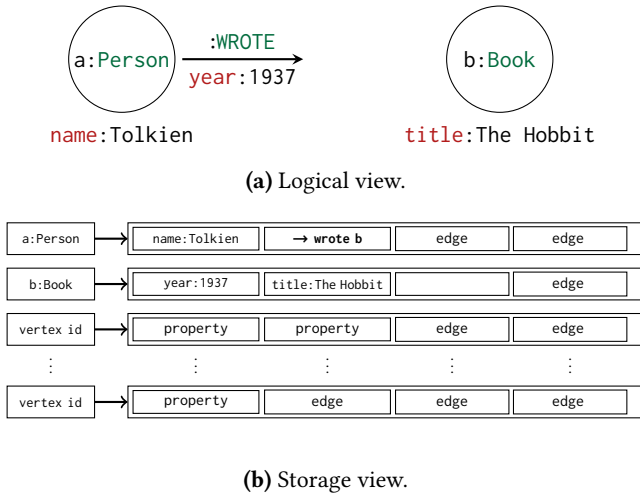 a:Person :WROTE b:Book
year:1937
name:Tolkien title:The Hobbit
(a) Logical view.
a:Person name:Tolkien → wrote b edge edge
b:Book year:1937 title:The Hobbit edge
vertex id property property edge edge
⋮ ⋮ ⋮ ⋮ ⋮
vertex id property edge edge edge
(b) Storage view.